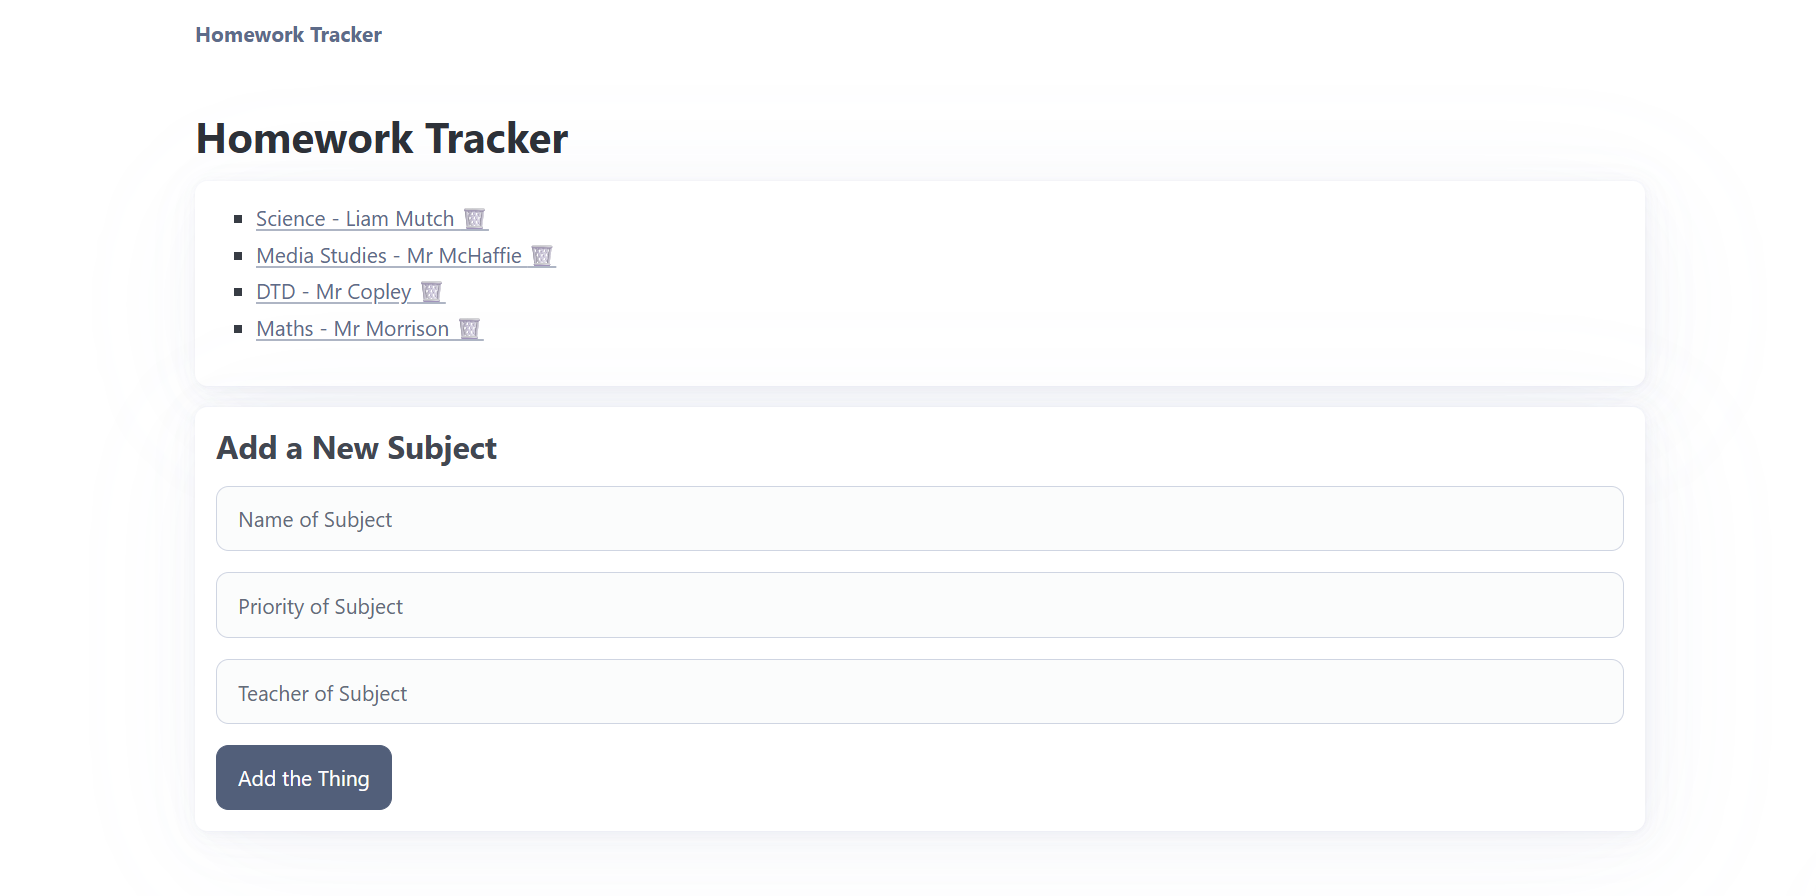 Homework Tracker
Homework Tracker
Science - Liam Mutch
Media Studies - Mr McHaffie
DTD - Mr Copley
Maths - Mr Morrison
Add a New Subject
Name of Subject
Priority of Subject
Teacher of Subject
Add the Thing